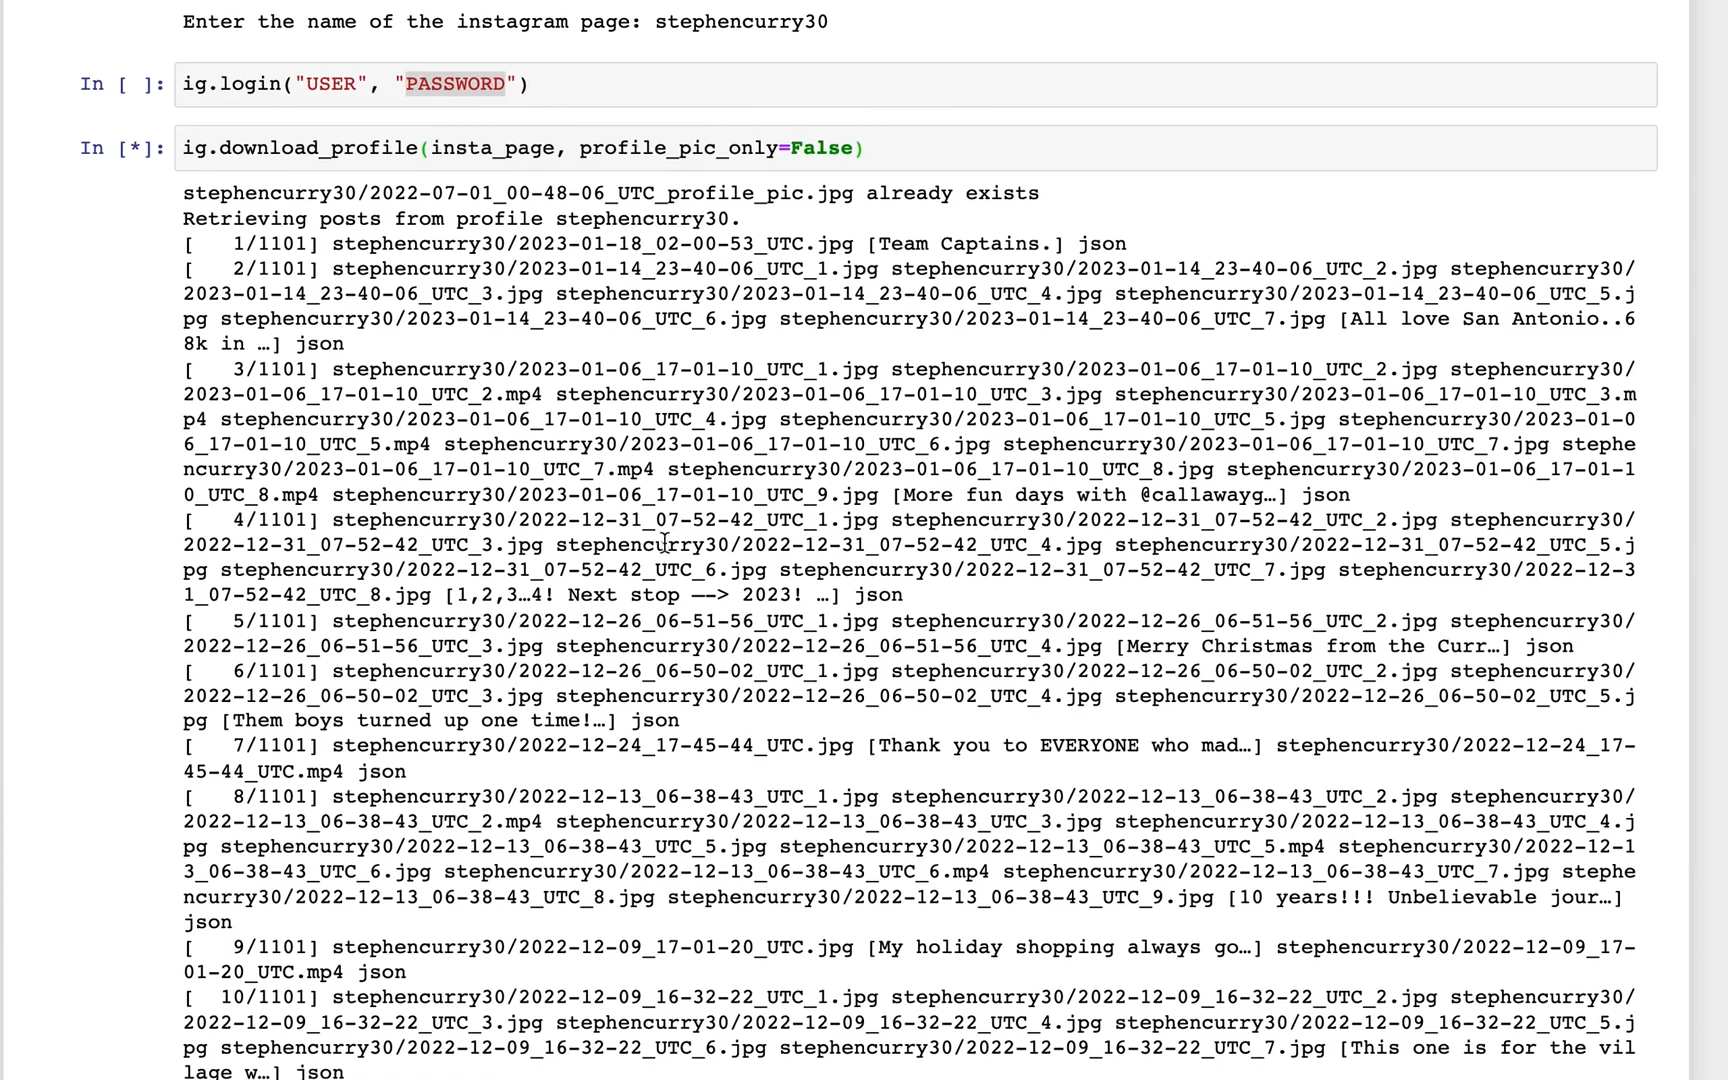 Enter the name of the instagram page: stephencurry30
In [ ]: ig.login("USER", "PASSWORD")
In [*]: ig.download_profile(insta_page, profile_pic_only=False)
stephencurry30/2022-07-01_00-48-06_UTC_profile_pic.jpg already exists
Retrieving posts from profile stephencurry30.
[   1/1101] stephencurry30/2023-01-18_02-00-53_UTC.jpg [Team Captains.] json
[   2/1101] stephencurry30/2023-01-14_23-40-06_UTC_1.jpg stephencurry30/2023-01-14_23-40-06_UTC_2.jpg stephencurry30/
2023-01-14_23-40-06_UTC_3.jpg stephencurry30/2023-01-14_23-40-06_UTC_4.jpg stephencurry30/2023-01-14_23-40-06_UTC_5.j
pg stephencurry30/2023-01-14_23-40-06_UTC_6.jpg stephencurry30/2023-01-14_23-40-06_UTC_7.jpg [All love San Antonio..6
8k in …] json
[   3/1101] stephencurry30/2023-01-06_17-01-10_UTC_1.jpg stephencurry30/2023-01-06_17-01-10_UTC_2.jpg stephencurry30/
2023-01-06_17-01-10_UTC_2.mp4 stephencurry30/2023-01-06_17-01-10_UTC_3.jpg stephencurry30/2023-01-06_17-01-10_UTC_3.m
p4 stephencurry30/2023-01-06_17-01-10_UTC_4.jpg stephencurry30/2023-01-06_17-01-10_UTC_5.jpg stephencurry30/2023-01-0
6_17-01-10_UTC_5.mp4 stephencurry30/2023-01-06_17-01-10_UTC_6.jpg stephencurry30/2023-01-06_17-01-10_UTC_7.jpg stephe
ncurry30/2023-01-06_17-01-10_UTC_7.mp4 stephencurry30/2023-01-06_17-01-10_UTC_8.jpg stephencurry30/2023-01-06_17-01-1
0_UTC_8.mp4 stephencurry30/2023-01-06_17-01-10_UTC_9.jpg [More fun days with @callawayg…] json
[   4/1101] stephencurry30/2022-12-31_07-52-42_UTC_1.jpg stephencurry30/2022-12-31_07-52-42_UTC_2.jpg stephencurry30/
2022-12-31_07-52-42_UTC_3.jpg stephencurry30/2022-12-31_07-52-42_UTC_4.jpg stephencurry30/2022-12-31_07-52-42_UTC_5.j
pg stephencurry30/2022-12-31_07-52-42_UTC_6.jpg stephencurry30/2022-12-31_07-52-42_UTC_7.jpg stephencurry30/2022-12-3
1_07-52-42_UTC_8.jpg [1,2,3…4! Next stop —–> 2023! …] json
[   5/1101] stephencurry30/2022-12-26_06-51-56_UTC_1.jpg stephencurry30/2022-12-26_06-51-56_UTC_2.jpg stephencurry30/
2022-12-26_06-51-56_UTC_3.jpg stephencurry30/2022-12-26_06-51-56_UTC_4.jpg [Merry Christmas from the Curr…] json
[   6/1101] stephencurry30/2022-12-26_06-50-02_UTC_1.jpg stephencurry30/2022-12-26_06-50-02_UTC_2.jpg stephencurry30/
2022-12-26_06-50-02_UTC_3.jpg stephencurry30/2022-12-26_06-50-02_UTC_4.jpg stephencurry30/2022-12-26_06-50-02_UTC_5.j
pg [Them boys turned up one time!…] json
[   7/1101] stephencurry30/2022-12-24_17-45-44_UTC.jpg [Thank you to EVERYONE who mad…] stephencurry30/2022-12-24_17-
45-44_UTC.mp4 json
[   8/1101] stephencurry30/2022-12-13_06-38-43_UTC_1.jpg stephencurry30/2022-12-13_06-38-43_UTC_2.jpg stephencurry30/
2022-12-13_06-38-43_UTC_2.mp4 stephencurry30/2022-12-13_06-38-43_UTC_3.jpg stephencurry30/2022-12-13_06-38-43_UTC_4.j
pg stephencurry30/2022-12-13_06-38-43_UTC_5.jpg stephencurry30/2022-12-13_06-38-43_UTC_5.mp4 stephencurry30/2022-12-1
3_06-38-43_UTC_6.jpg stephencurry30/2022-12-13_06-38-43_UTC_6.mp4 stephencurry30/2022-12-13_06-38-43_UTC_7.jpg stephe
ncurry30/2022-12-13_06-38-43_UTC_8.jpg stephencurry30/2022-12-13_06-38-43_UTC_9.jpg [10 years!!! Unbelievable jour…]
json
[   9/1101] stephencurry30/2022-12-09_17-01-20_UTC.jpg [My holiday shopping always go…] stephencurry30/2022-12-09_17-
01-20_UTC.mp4 json
[  10/1101] stephencurry30/2022-12-09_16-32-22_UTC_1.jpg stephencurry30/2022-12-09_16-32-22_UTC_2.jpg stephencurry30/
2022-12-09_16-32-22_UTC_3.jpg stephencurry30/2022-12-09_16-32-22_UTC_4.jpg stephencurry30/2022-12-09_16-32-22_UTC_5.j
pg stephencurry30/2022-12-09_16-32-22_UTC_6.jpg stephencurry30/2022-12-09_16-32-22_UTC_7.jpg [This one is for the vil
lage w…] json